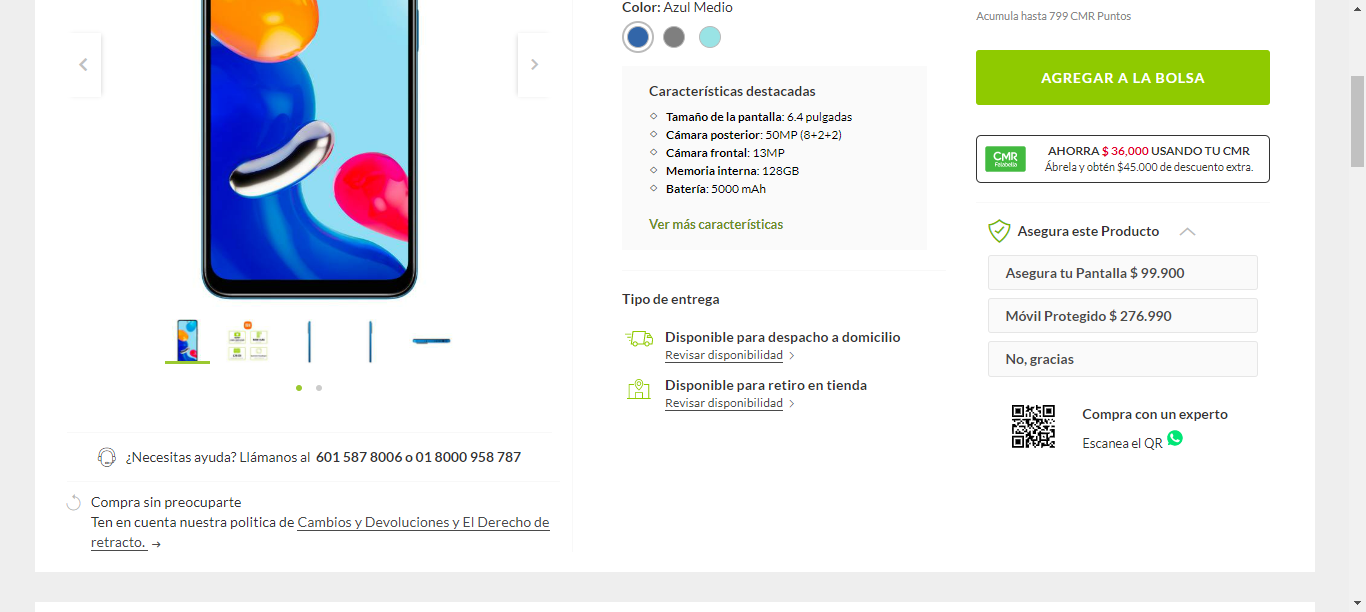 Color: Azul Medio
Características destacadas
Tamaño de la pantalla: 6.4 pulgadas
Cámara posterior: 50MP (8+2+2)
Cámara frontal: 13MP
Memoria interna: 128GB
Batería: 5000 mAh
Ver más características
Tipo de entrega
Disponible para despacho a domicilio
Revisar disponibilidad
Disponible para retiro en tienda
Revisar disponibilidad
¿Necesitas ayuda? Llámanos al 601 587 8006 o 01 8000 958 787
Compra sin preocuparte
Ten en cuenta nuestra politica de Cambios y Devoluciones y El Derecho de
retracto. →
Acumula hasta 799 CMR Puntos
AGREGAR A LA BOLSA
CMR
Falabella
AHORRA $ 36,000 USANDO TU CMR
Ábrela y obtén $45.000 de descuento extra.
Asegura este Producto
Asegura tu Pantalla $ 99.900
Móvil Protegido $ 276.990
No, gracias
Compra con un experto
Escanea el QR